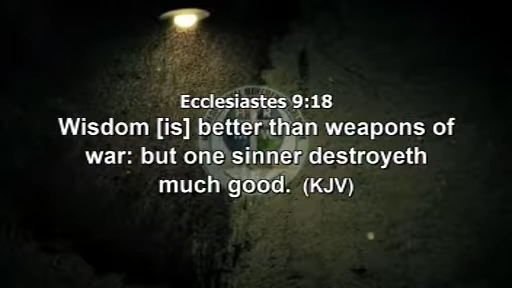 Ecclesiastes 9:18
Wisdom [is] better than weapons of
war: but one sinner destroyeth
much good. (KJV)